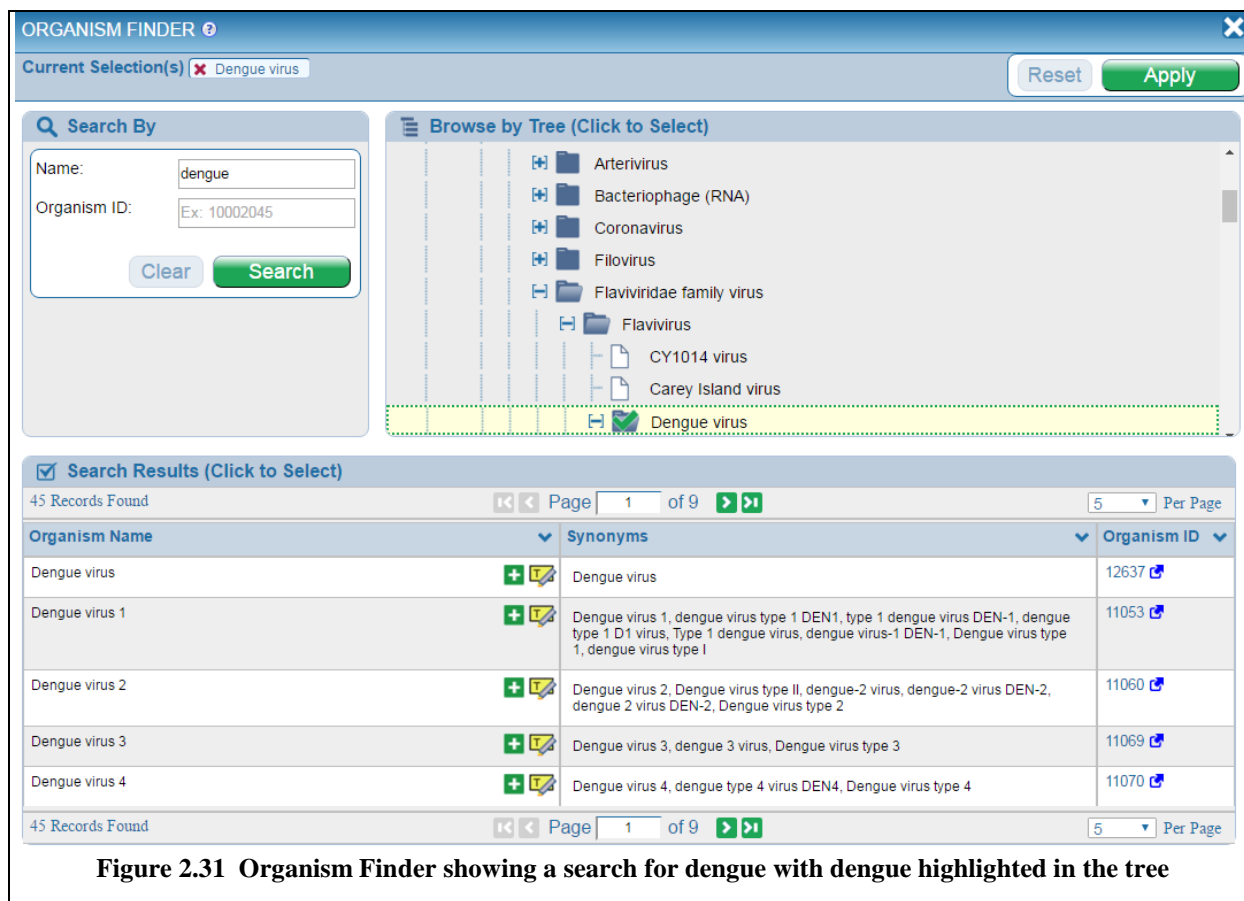 ORGANISM FINDER ?
Current Selection(s) Dengue virus
Reset Apply
Search By
Name: dengue
Organism ID: Ex: 10002045
Clear Search
Browse by Tree (Click to Select)
Arterivirus
Bacteriophage (RNA)
Coronavirus
Filovirus
Flaviviridae family virus
Flavivirus
CY1014 virus
Carey Island virus
Dengue virus
Search Results (Click to Select)
45 Records Found Page 1 of 9 5 Per Page
Organism Name Synonyms Organism ID
Dengue virus Dengue virus 12637
Dengue virus 1 Dengue virus 1, dengue virus type 1 DEN1, type 1 dengue virus DEN-1, dengue 11053
type 1 D1 virus, Type 1 dengue virus, dengue virus-1 DEN-1, Dengue virus type
1, dengue virus type I
Dengue virus 2 Dengue virus 2, Dengue virus type II, dengue-2 virus, dengue-2 virus DEN-2, 11060
dengue 2 virus DEN-2, Dengue virus type 2
Dengue virus 3 Dengue virus 3, dengue 3 virus, Dengue virus type 3 11069
Dengue virus 4 Dengue virus 4, dengue type 4 virus DEN4, Dengue virus type 4 11070
45 Records Found Page 1 of 9 5 Per Page
Figure 2.31 Organism Finder showing a search for dengue with dengue highlighted in the tree